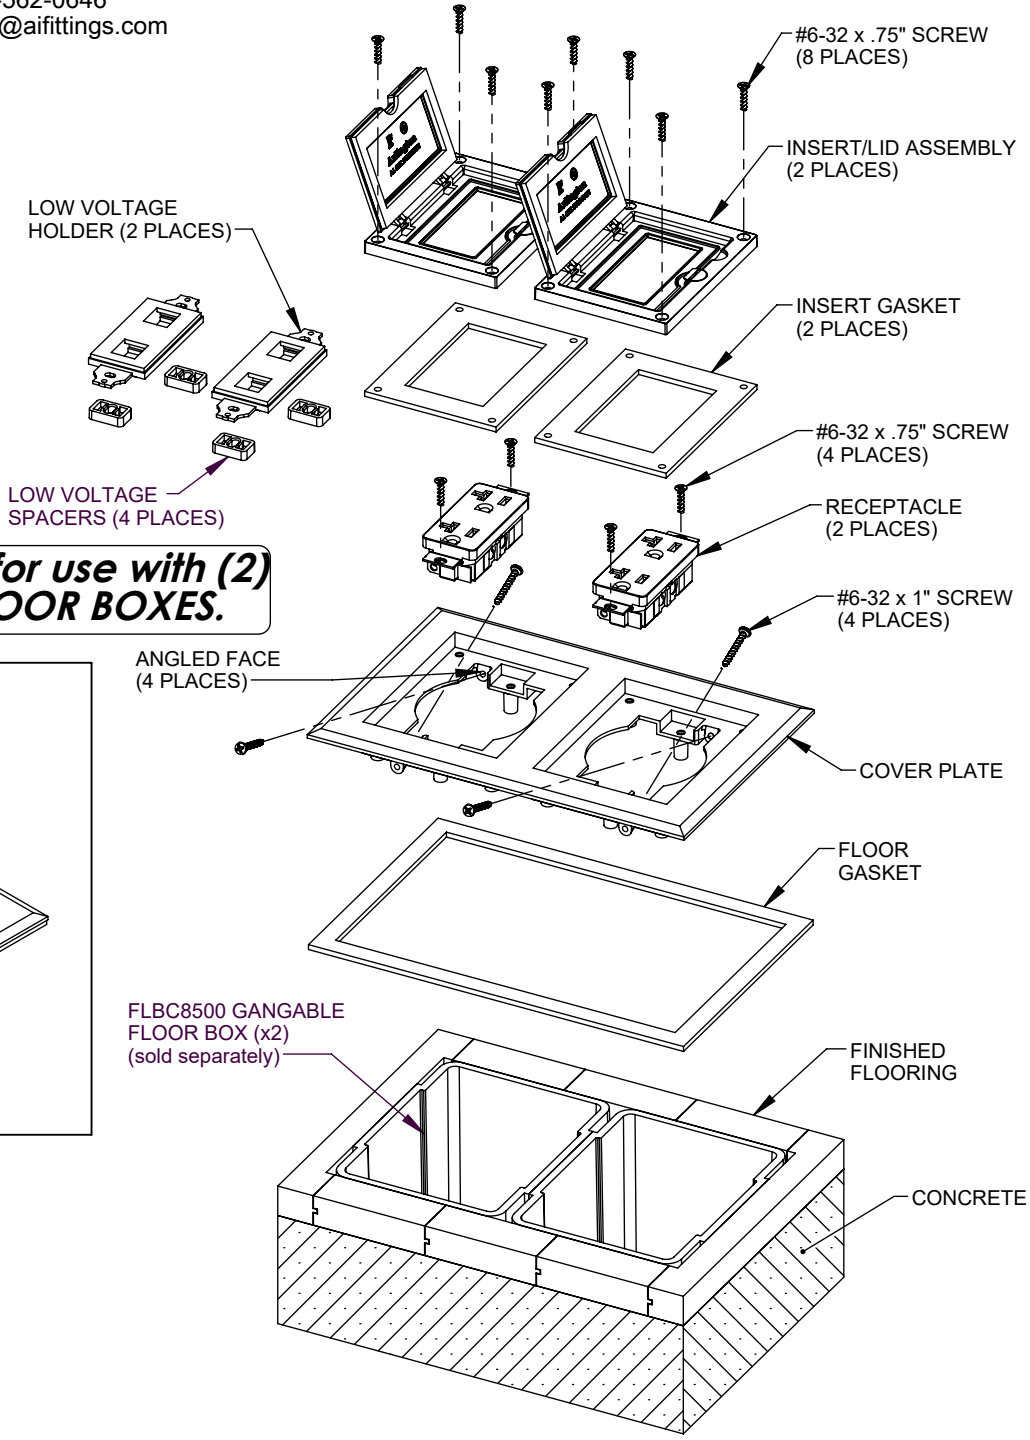 -562-0646
@aifittings.com
#6-32 x .75" SCREW
(8 PLACES)
INSERT/LID ASSEMBLY
(2 PLACES)
LOW VOLTAGE
HOLDER (2 PLACES)
INSERT GASKET
(2 PLACES)
#6-32 x .75" SCREW
(4 PLACES)
LOW VOLTAGE
SPACERS (4 PLACES)
RECEPTACLE
(2 PLACES)
for use with (2)
OOR BOXES.
#6-32 x 1" SCREW
(4 PLACES)
ANGLED FACE
(4 PLACES)
COVER PLATE
FLOOR
GASKET
FLBC8500 GANGABLE
FLOOR BOX (x2)
(sold separately)
FINISHED
FLOORING
CONCRETE